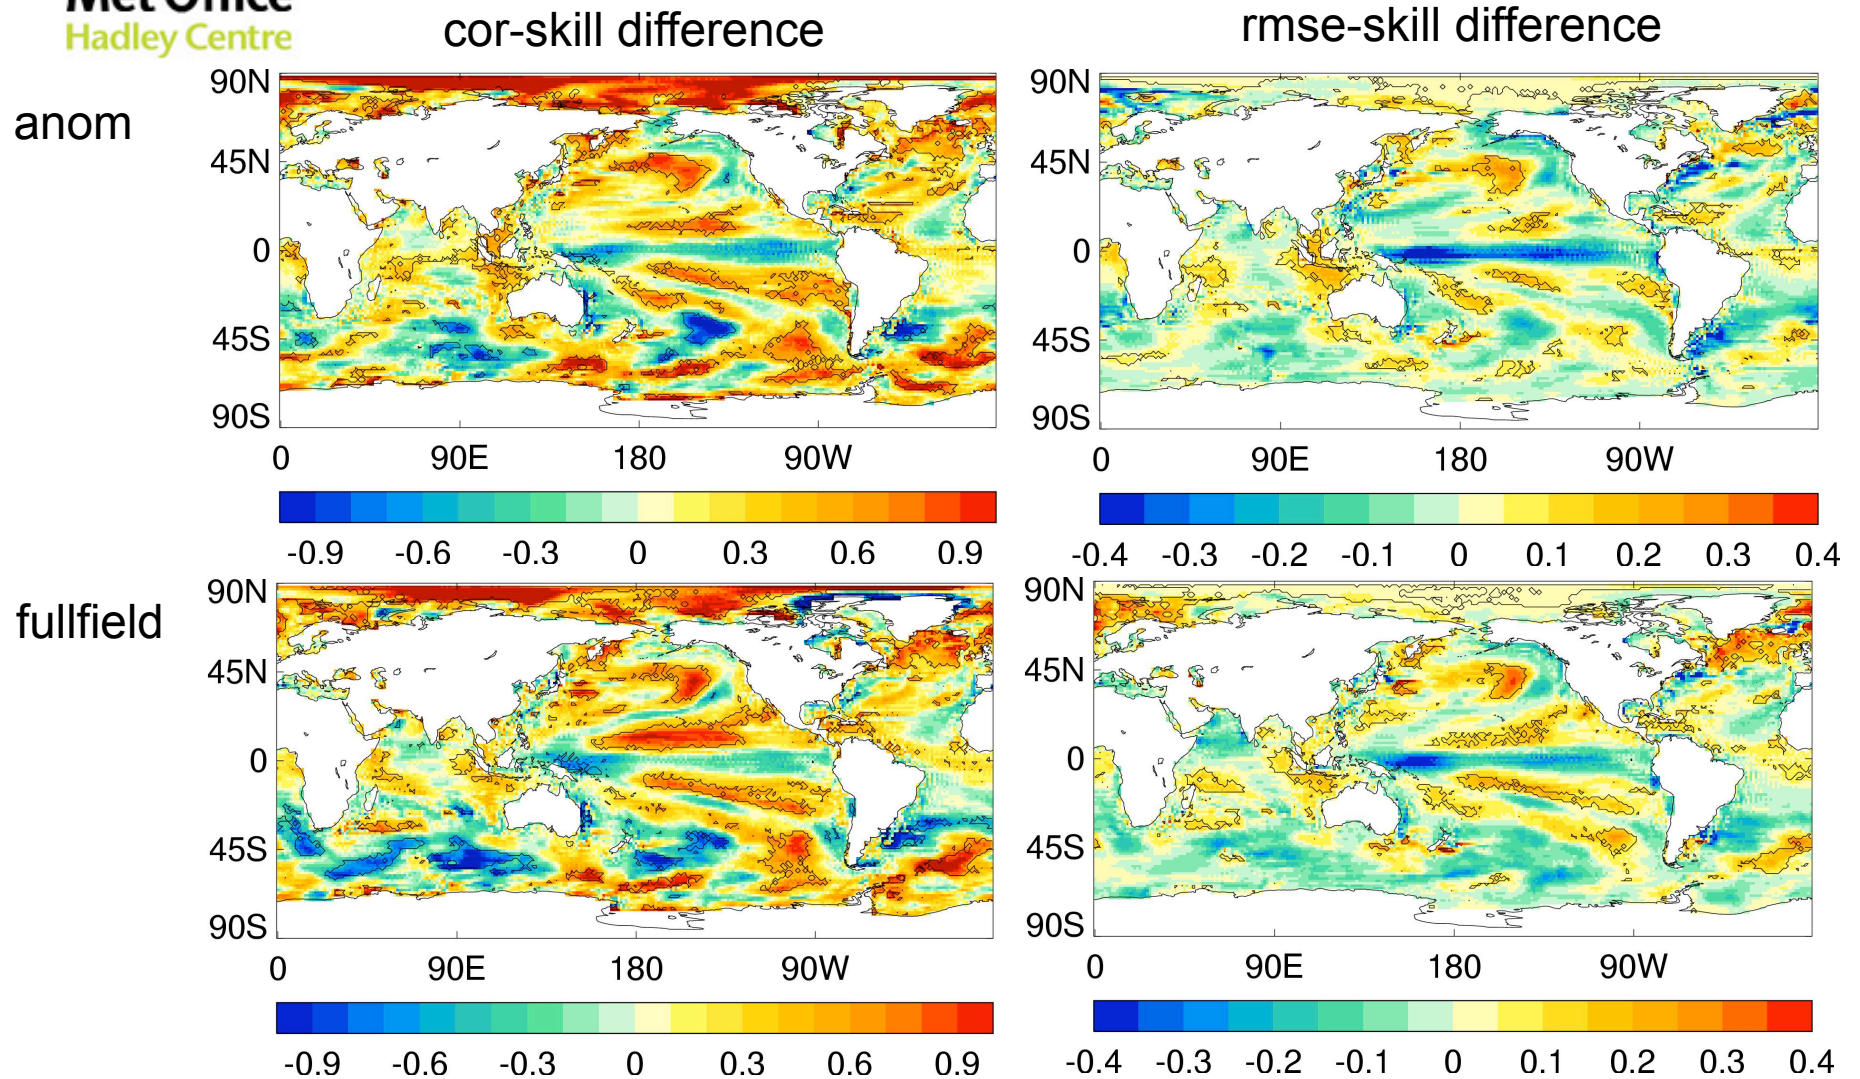 Met Office
Hadley Centre
cor-skill difference
rmse-skill difference
anom
90N
45N
0
45S
90S
0 90E 180 90W
-0.9 -0.6 -0.3 0 0.3 0.6 0.9
90N
45N
0
45S
90S
0 90E 180 90W
-0.4 -0.3 -0.2 -0.1 0 0.1 0.2 0.3 0.4
fullfield
90N
45N
0
45S
90S
0 90E 180 90W
-0.9 -0.6 -0.3 0 0.3 0.6 0.9
90N
45N
0
45S
90S
0 90E 180 90W
-0.4 -0.3 -0.2 -0.1 0 0.1 0.2 0.3 0.4